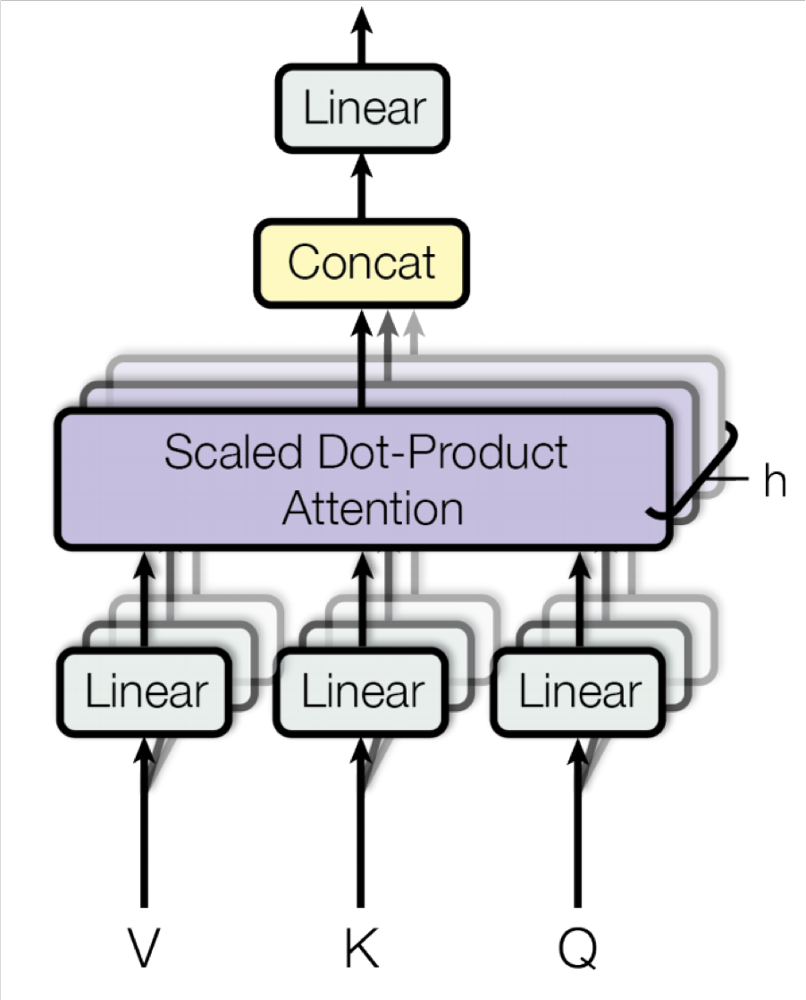 Linear
Concat
Scaled Dot-Product
Attention
h
Linear Linear Linear
V K Q